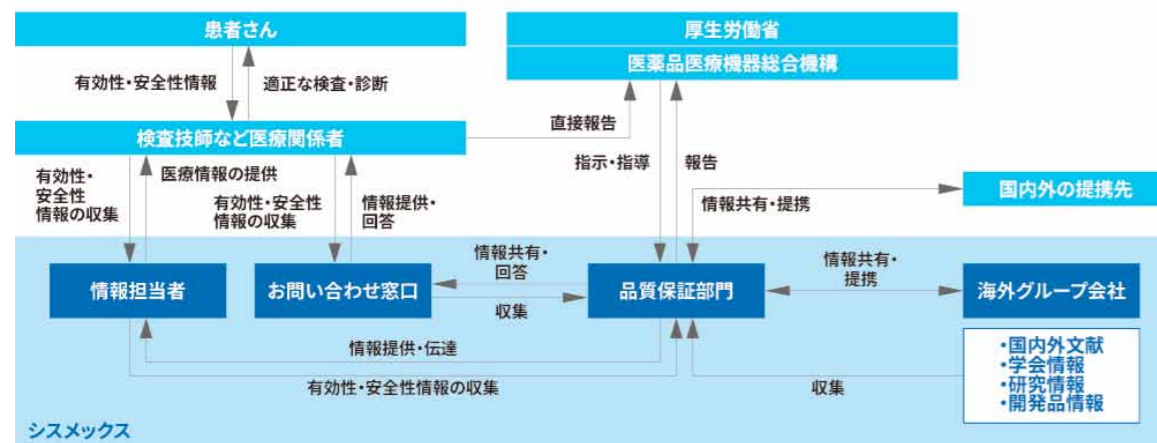 患者さん
厚生労働省
医薬品医療機器総合機構
有効性・安全性情報
適正な検査・診断
検査技師など医療関係者
直接報告
指示・指導
報告
有効性・
安全性
情報の収集
医療情報の提供
有効性・安全性
情報の収集
情報提供・
回答
情報共有・提携
国内外の提携先
情報担当者
お問い合わせ窓口
情報共有・
回答
収集
品質保証部門
情報共有・
提携
海外グループ会社
情報提供・伝達
有効性・安全性情報の収集
収集
・国内外文献
・学会情報
・研究情報
・開発品情報
シスメックス